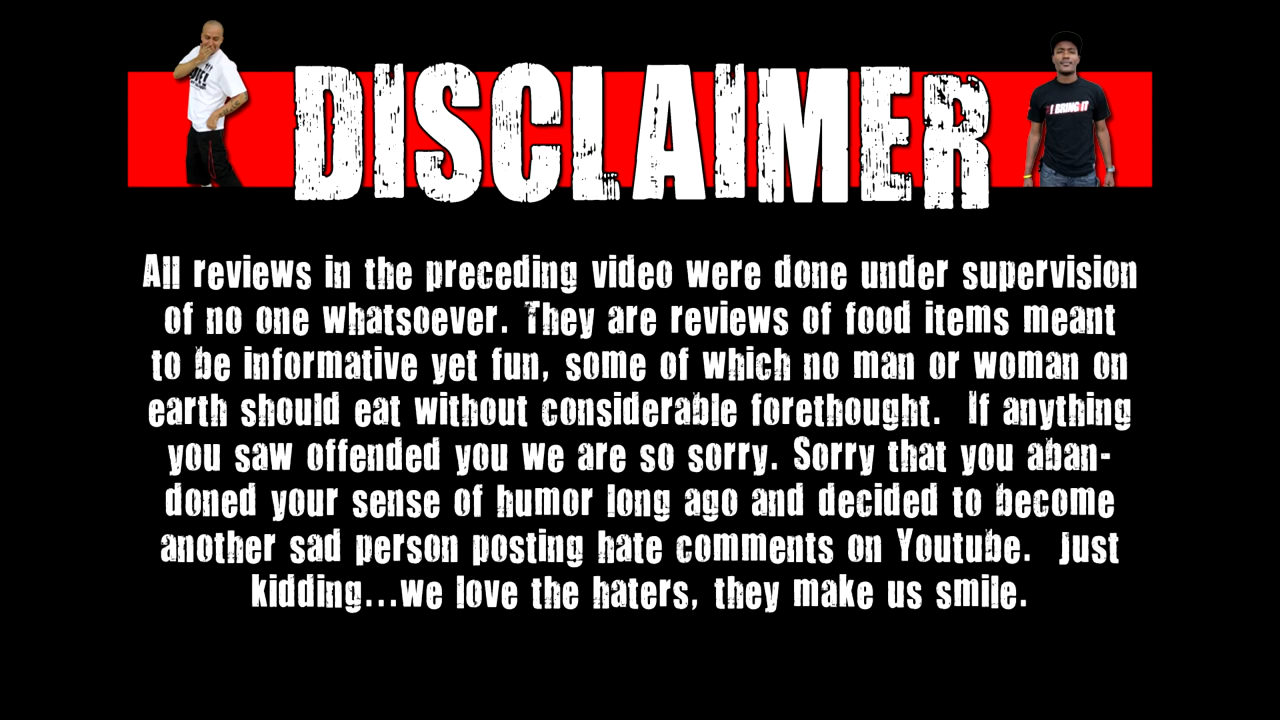 DISCLAIMER
I BRING IT
All reviews in the preceding video were done under supervision
of no one whatsoever. They are reviews of food items meant
to be informative yet fun, some of which no man or woman on
earth should eat without considerable forethought. If anything
you saw offended you we are so sorry. Sorry that you aban-
doned your sense of humor long ago and decided to become
another sad person posting hate comments on Youtube. Just
kidding...we love the haters, they make us smile.